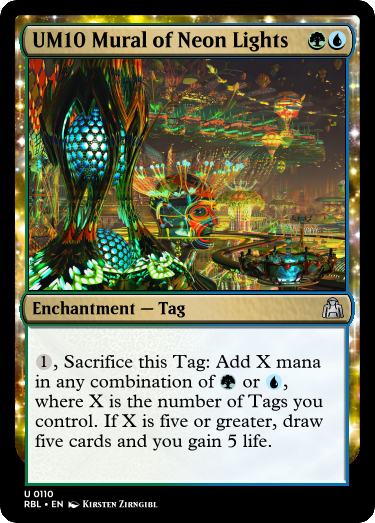 UM10 Mural of Neon Lights
Enchantment — Tag
1, Sacrifice this Tag: Add X mana
in any combination of or ,
where X is the number of Tags you
control. If X is five or greater, draw
five cards and you gain 5 life.
U 0110
RBL • EN Kirsten Zirngibl